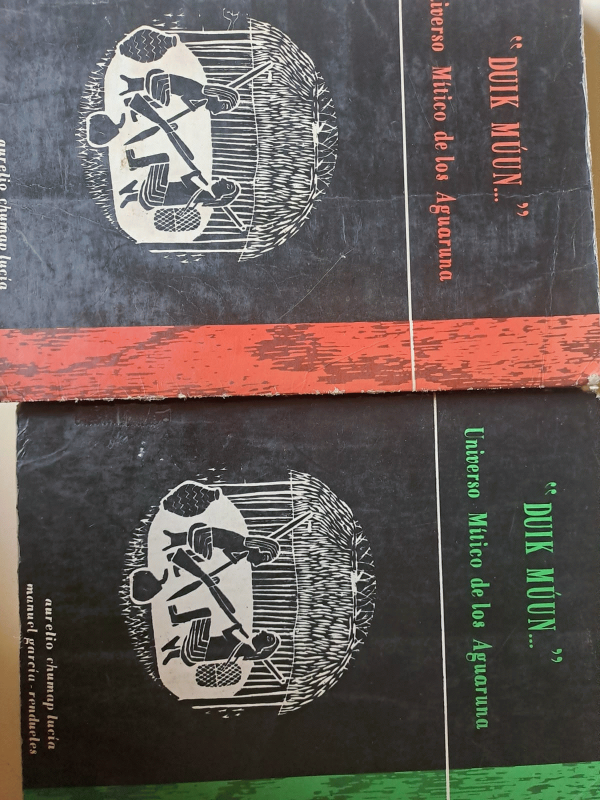 “DUIK MÚUN...”
Universo Mítico de los Aguaruna
aurelio chumap lucía
“DUIK MÚUN...”
Universo Mítico de los Aguaruna
aurelio chumap lucía
manuel garcía-rendueles